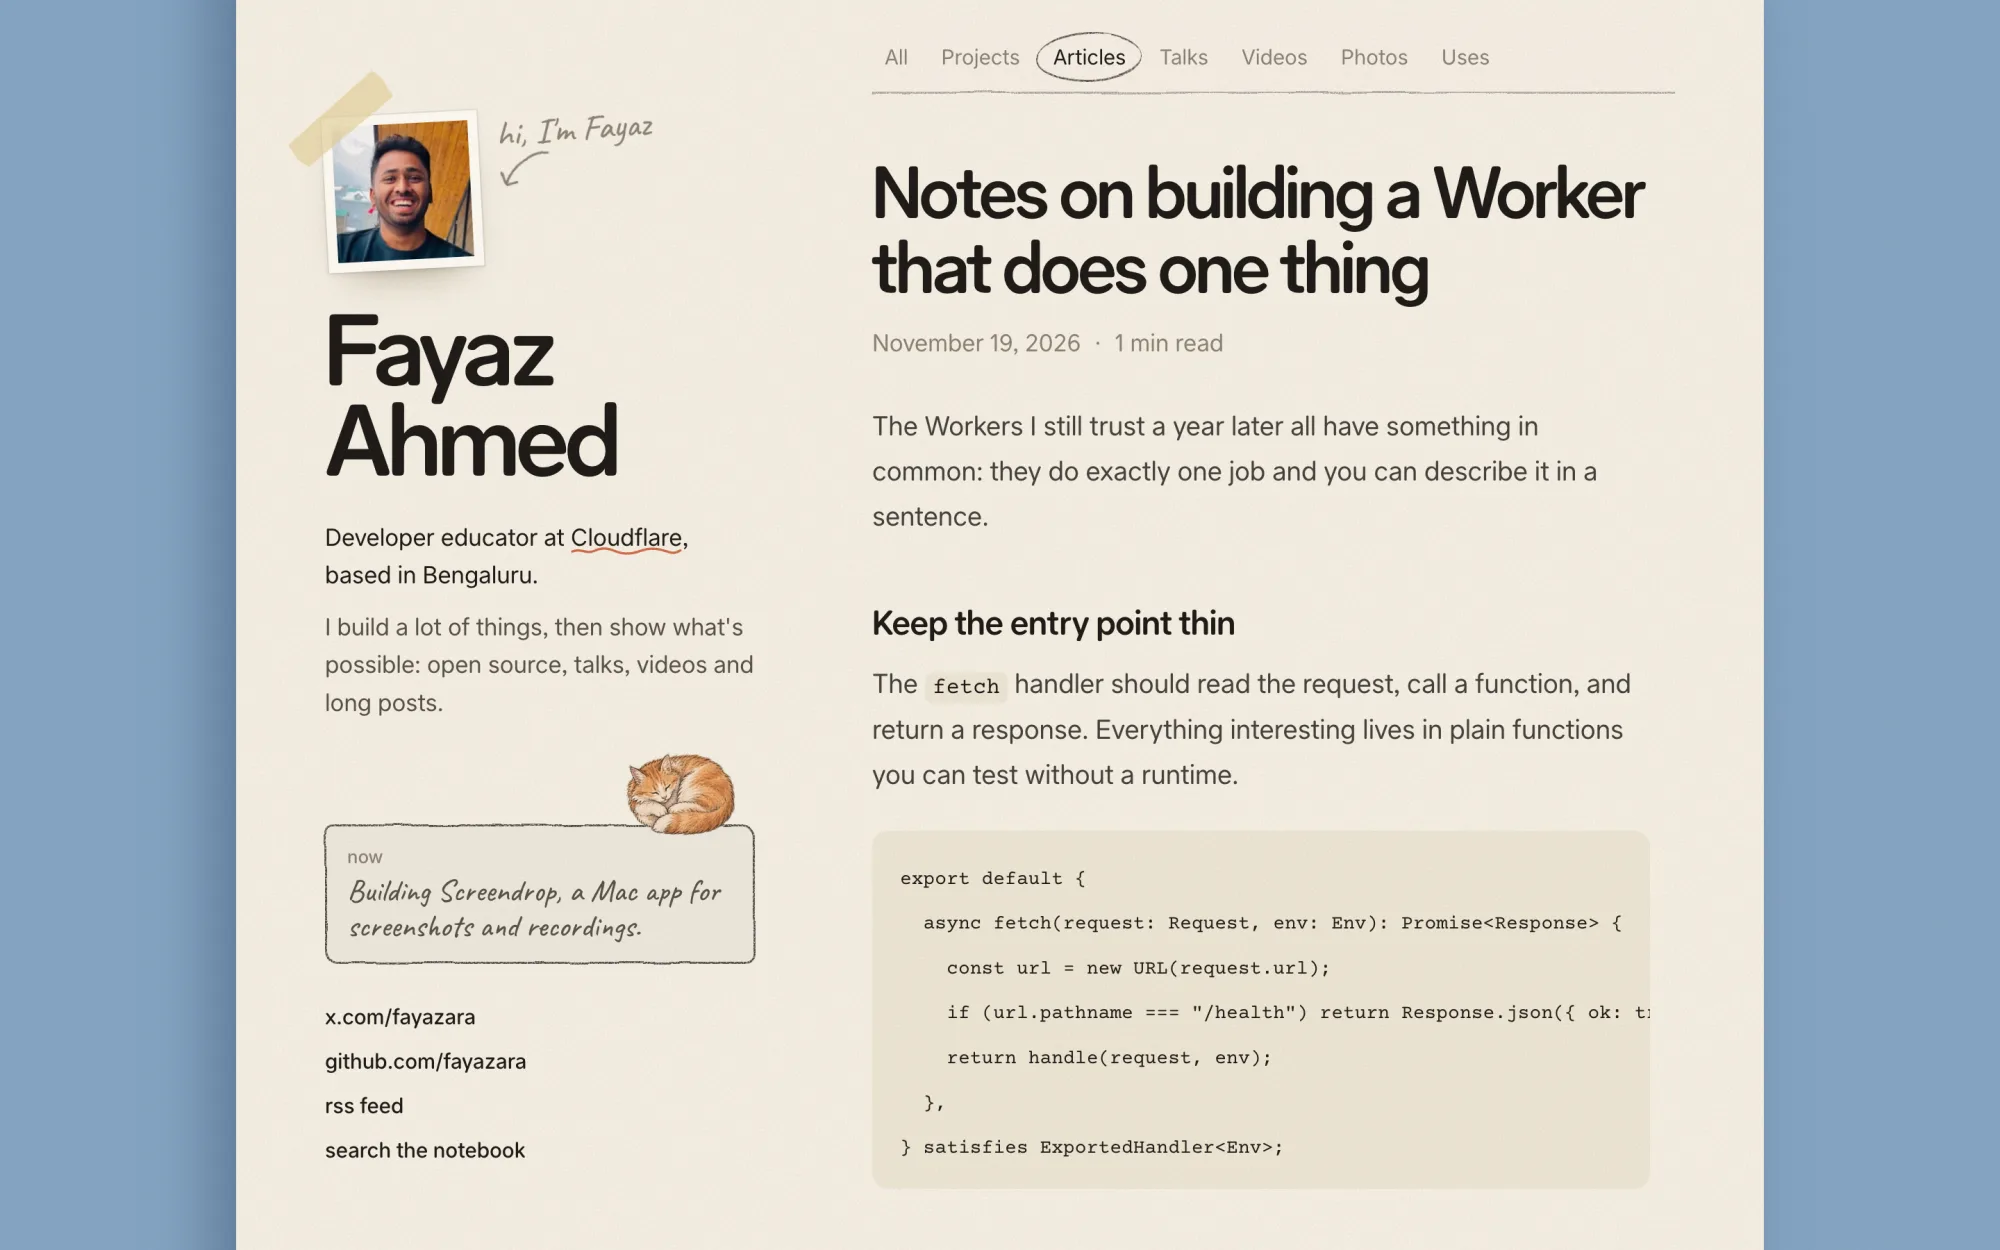 All Projects Articles Talks Videos Photos Uses
hi, I'm Fayaz
Fayaz
Ahmed
Developer educator at Cloudflare,
based in Bengaluru.
I build a lot of things, then show what's
possible: open source, talks, videos and
long posts.
now
Building Screendrop, a Mac app for
screenshots and recordings.
x.com/fayazara
github.com/fayazara
rss feed
search the notebook
Notes on building a Worker
that does one thing
November 19, 2026 · 1 min read
The Workers I still trust a year later all have something in
common: they do exactly one job and you can describe it in a
sentence.
Keep the entry point thin
The fetch handler should read the request, call a function, and
return a response. Everything interesting lives in plain functions
you can test without a runtime.
export default {
  async fetch(request: Request, env: Env): Promise<Response> {
    const url = new URL(request.url);
    if (url.pathname === "/health") return Response.json({ ok: t
    return handle(request, env);
  },
} satisfies ExportedHandler<Env>;